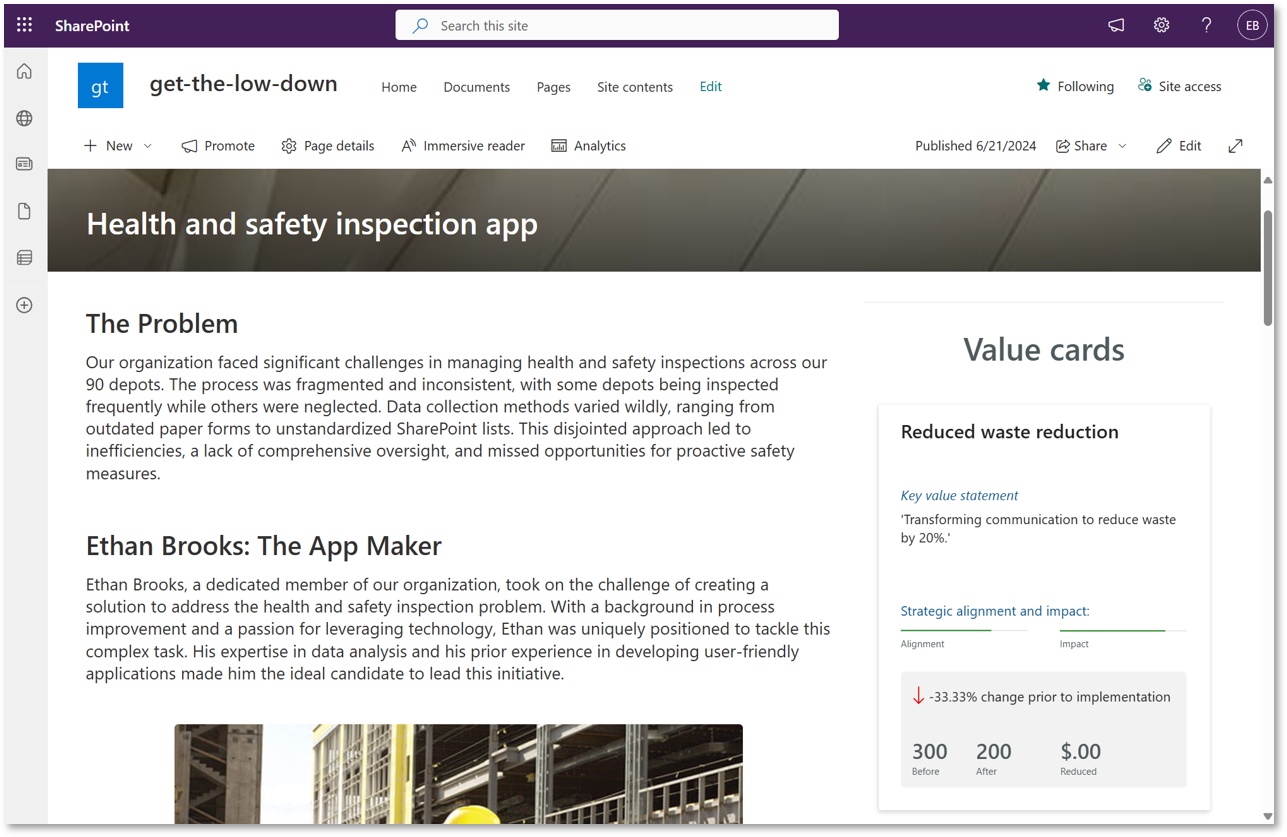 SharePoint
Search this site
?
EB
gt
get-the-low-down
Home
Documents
Pages
Site contents
Edit
Following
Site access
New
Promote
Page details
Immersive reader
Analytics
Published 6/21/2024
Share
Edit
Health and safety inspection app
The Problem
Our organization faced significant challenges in managing health and safety inspections across our
90 depots. The process was fragmented and inconsistent, with some depots being inspected
frequently while others were neglected. Data collection methods varied wildly, ranging from
outdated paper forms to unstandardized SharePoint lists. This disjointed approach led to
inefficiencies, a lack of comprehensive oversight, and missed opportunities for proactive safety
measures.
Ethan Brooks: The App Maker
Ethan Brooks, a dedicated member of our organization, took on the challenge of creating a
solution to address the health and safety inspection problem. With a background in process
improvement and a passion for leveraging technology, Ethan was uniquely positioned to tackle this
complex task. His expertise in data analysis and his prior experience in developing user-friendly
applications made him the ideal candidate to lead this initiative.
Value cards
Reduced waste reduction
Key value statement
'Transforming communication to reduce waste
by 20%.'
Strategic alignment and impact:
Alignment
Impact
-33.33% change prior to implementation
300
Before
200
After
$.00
Reduced